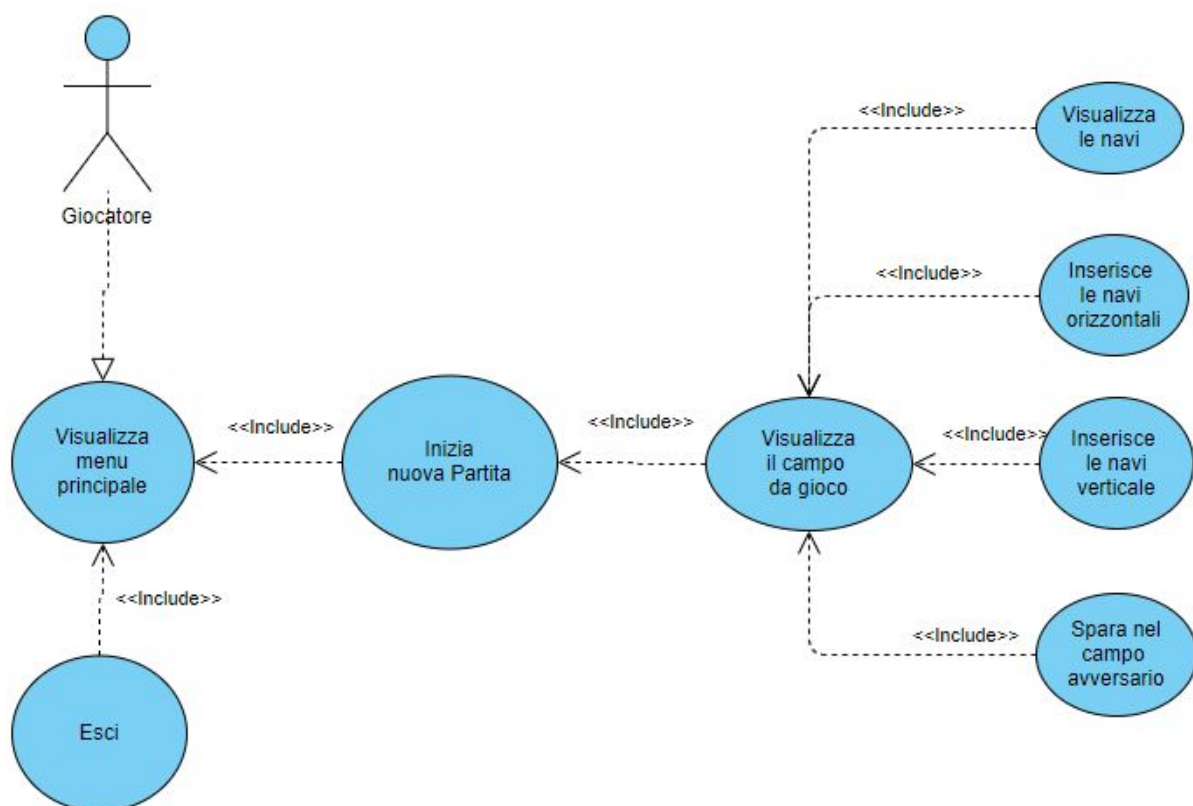 Giocatore
<<Include>>
Visualizza
le navi
<<Include>>
Inserisce
le navi
orizzontali
Visualizza
menu
principale
<<Include>>
Inizia
nuova Partita
<<Include>>
Visualizza
il campo
da gioco
<<Include>>
Inserisce
le navi
verticale
<<Include>>
Esci
<<Include>>
Spara nel
campo
avversario